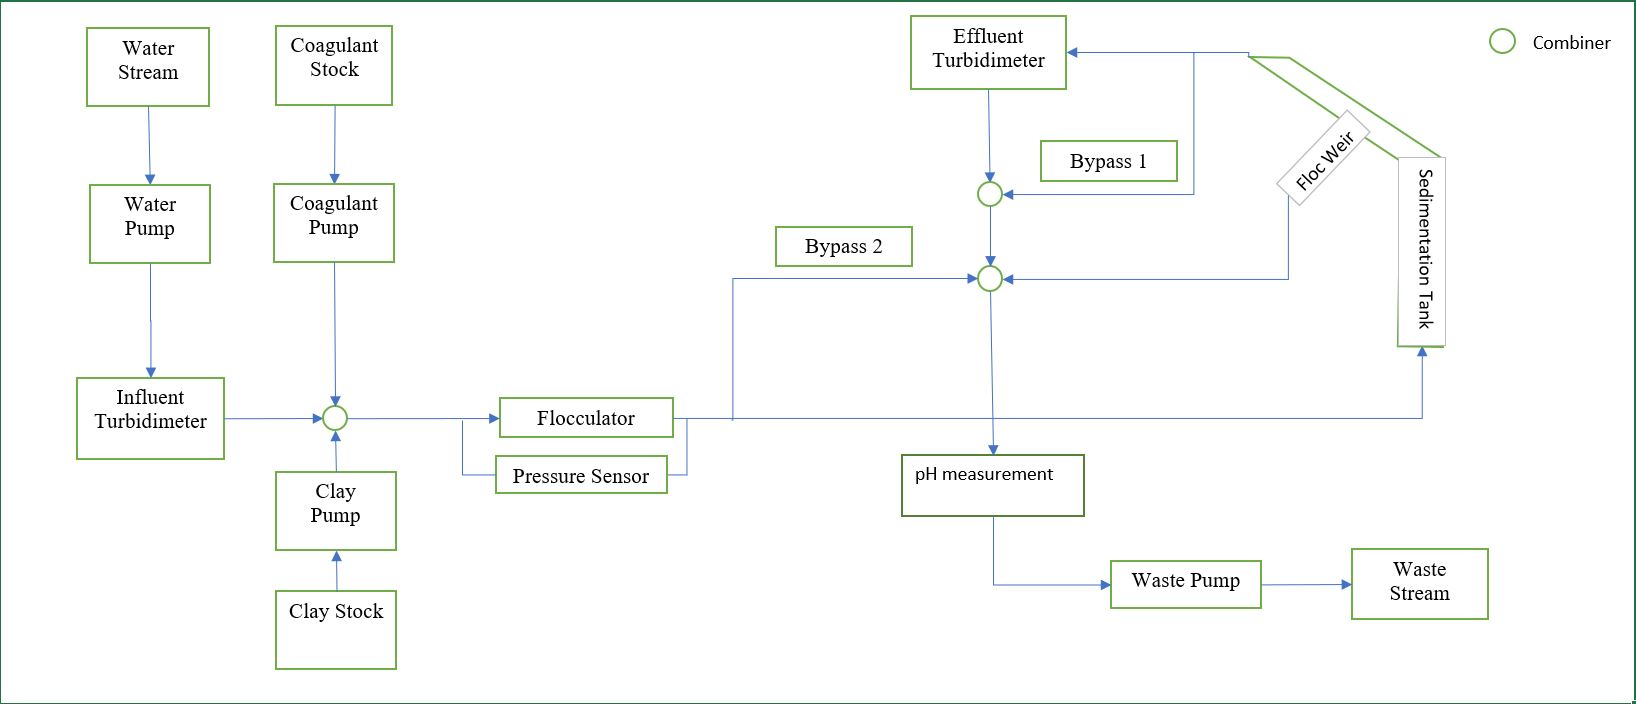 Water
Stream
Coagulant
Stock
Effluent
Turbidimeter
Combiner
Bypass 1
Floc Weir
Sedimentation Tank
Water
Pump
Coagulant
Pump
Bypass 2
Influent
Turbidimeter
Flocculator
Pressure Sensor
pH measurement
Clay
Pump
Waste Pump
Waste
Stream
Clay Stock